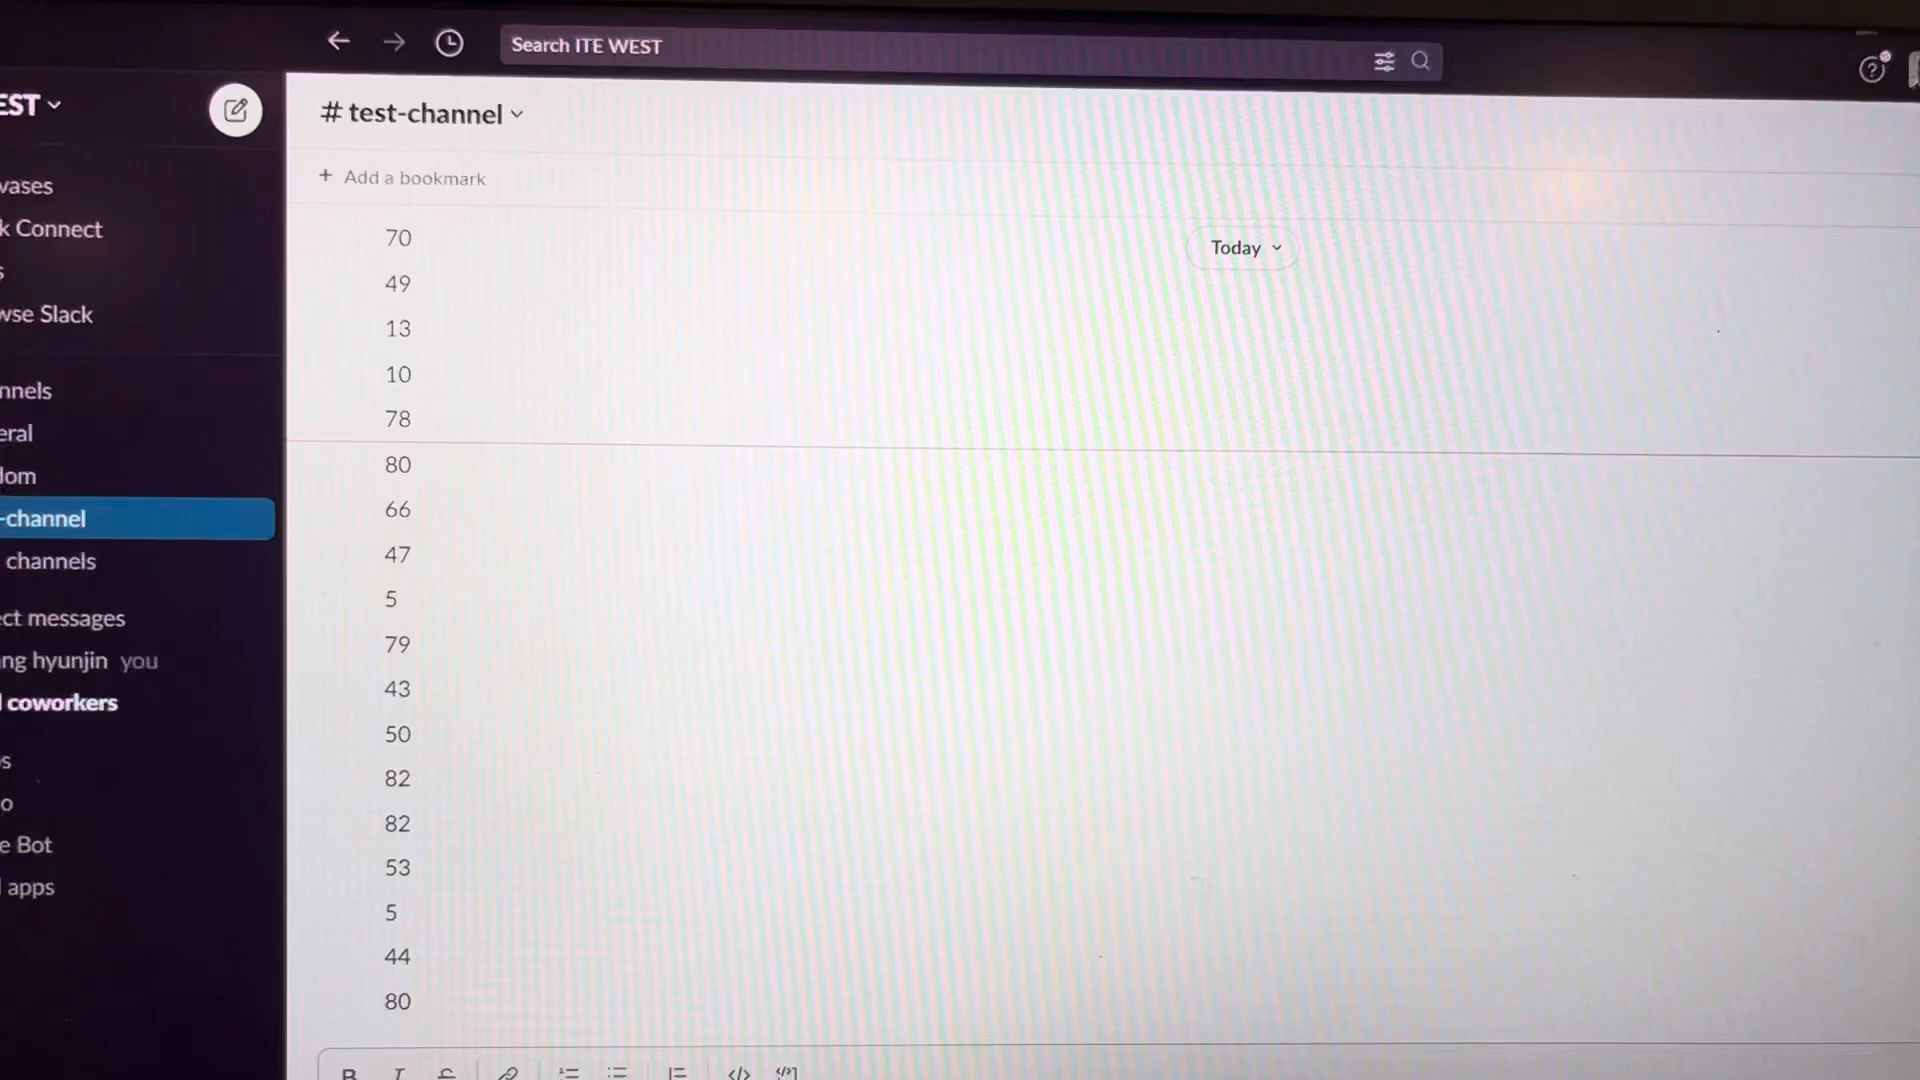 Search ITE WEST
EST
# test-channel
Add a bookmark
vases
k Connect
s
wse Slack
nnels
eral
dom
-channel
channels
ect messages
ng hyunjin you
coworkers
s
o
e Bot
apps
Today
70
49
13
10
78
80
66
47
5
79
43
50
82
82
53
5
44
80
B I S